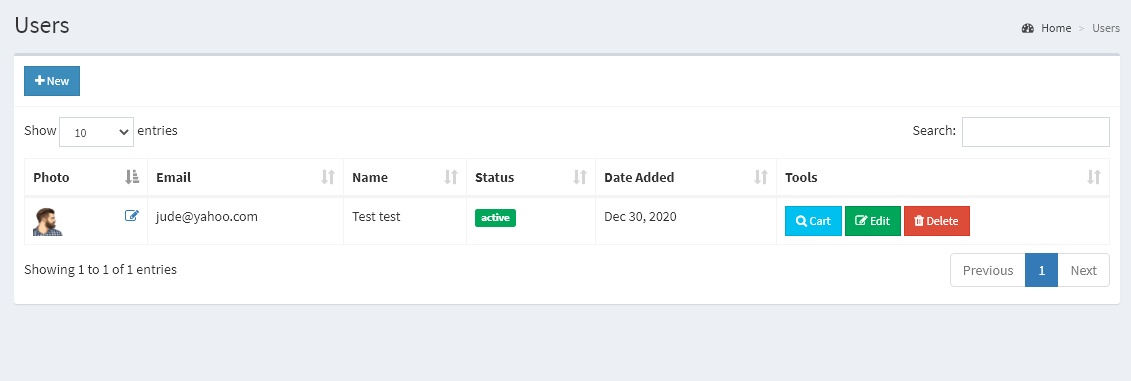 Users
Home > Users
New
Show 10 entries
Search:
Photo Email Name Status Date Added Tools
jude@yahoo.com Test test active Dec 30, 2020 Cart Edit Delete
Showing 1 to 1 of 1 entries
Previous 1 Next